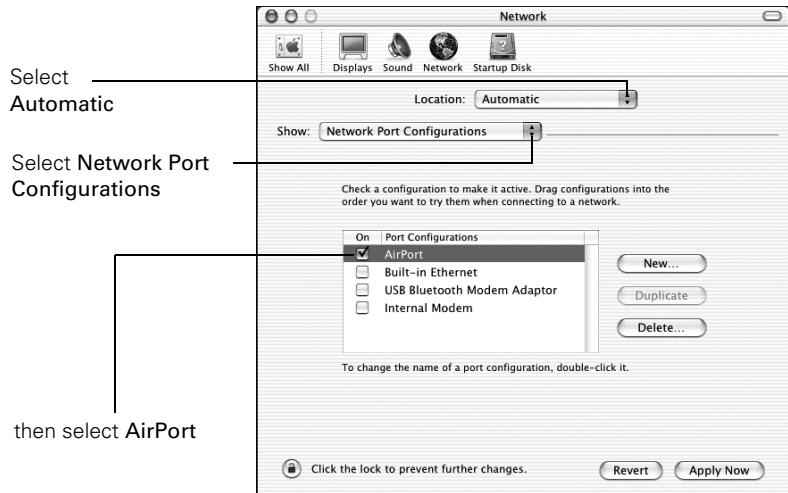 Network
Show All Displays Sound Network Startup Disk
Select
Automatic
Location: Automatic
Show: Network Port Configurations
Select Network Port
Configurations
Check a configuration to make it active. Drag configurations into the
order you want to try them when connecting to a network.
On Port Configurations
AirPort
Built-in Ethernet
USB Bluetooth Modem Adaptor
Internal Modem
New...
Duplicate
Delete...
To change the name of a port configuration, double-click it.
then select AirPort
Click the lock to prevent further changes.
Revert Apply Now